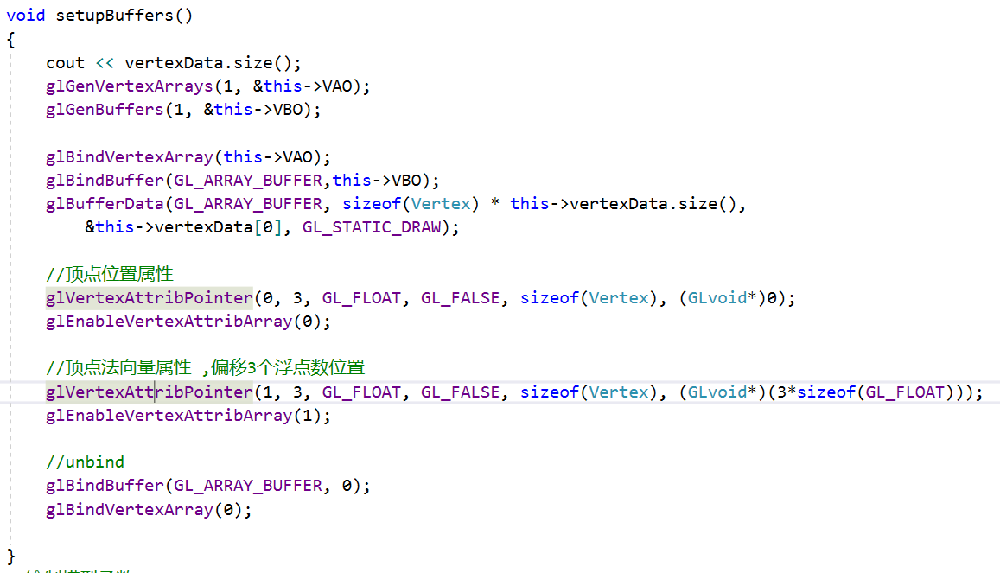 void setupBuffers()
{
cout << vertexData.size();
glGenVertexArrays(1, &this->VAO);
glGenBuffers(1, &this->VBO);
glBindVertexArray(this->VAO);
glBindBuffer(GL_ARRAY_BUFFER,this->VBO);
glBufferData(GL_ARRAY_BUFFER, sizeof(Vertex) * this->vertexData.size(),
&this->vertexData[0], GL_STATIC_DRAW);
//顶点位置属性
glVertexAttribPointer(0, 3, GL_FLOAT, GL_FALSE, sizeof(Vertex), (GLvoid*)0);
glEnableVertexAttribArray(0);
//顶点法向量属性 ,偏移3个浮点数位置
glVertexAttribPointer(1, 3, GL_FLOAT, GL_FALSE, sizeof(Vertex), (GLvoid*)(3*sizeof(GL_FLOAT)));
glEnableVertexAttribArray(1);
//unbind
glBindBuffer(GL_ARRAY_BUFFER, 0);
glBindVertexArray(0);
}